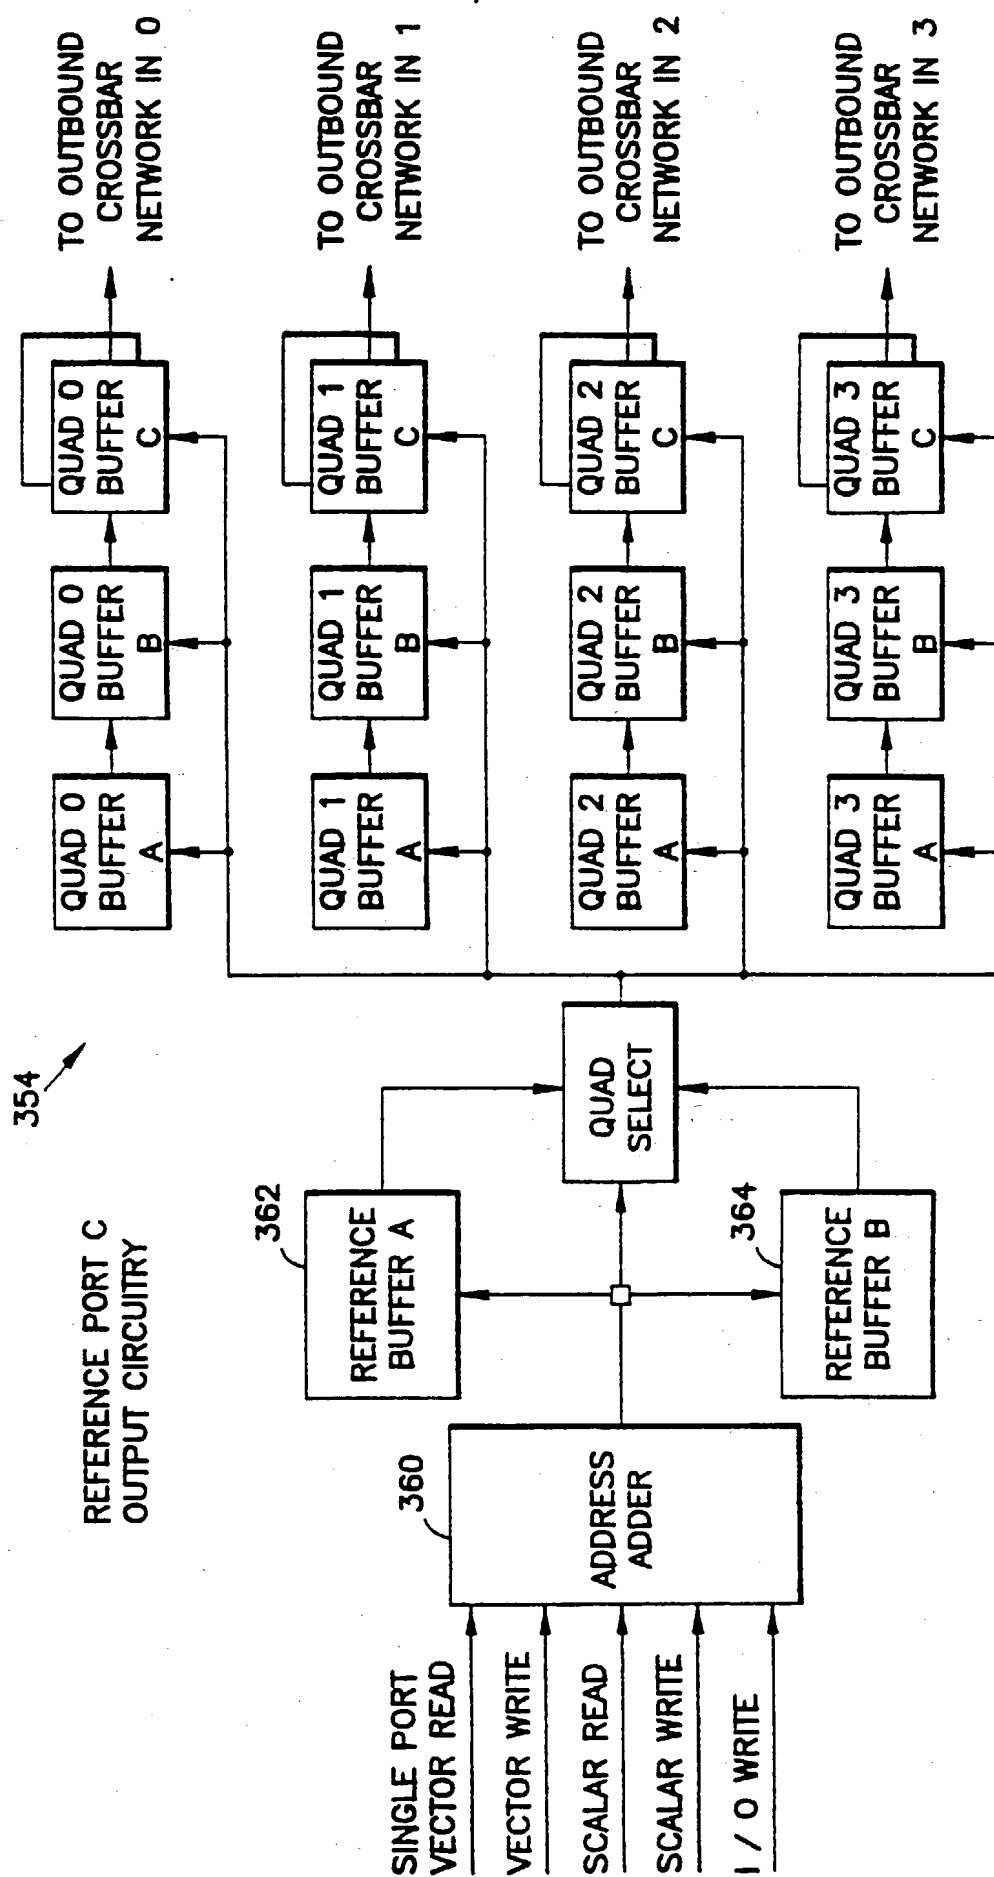 REFERENCE PORT C
OUTPUT CIRCUITRY
354
SINGLE PORT
VECTOR READ
VECTOR WRITE
SCALAR READ
SCALAR WRITE
I / O WRITE
360
ADDRESS
ADDER
362
REFERENCE
BUFFER A
364
REFERENCE
BUFFER B
QUAD
SELECT
QUAD 0
BUFFER
A
QUAD 0
BUFFER
B
QUAD 0
BUFFER
C
TO OUTBOUND
CROSSBAR
NETWORK IN 0
QUAD 1
BUFFER
A
QUAD 1
BUFFER
B
QUAD 1
BUFFER
C
TO OUTBOUND
CROSSBAR
NETWORK IN 1
QUAD 2
BUFFER
A
QUAD 2
BUFFER
B
QUAD 2
BUFFER
C
TO OUTBOUND
CROSSBAR
NETWORK IN 2
QUAD 3
BUFFER
A
QUAD 3
BUFFER
B
QUAD 3
BUFFER
C
TO OUTBOUND
CROSSBAR
NETWORK IN 3